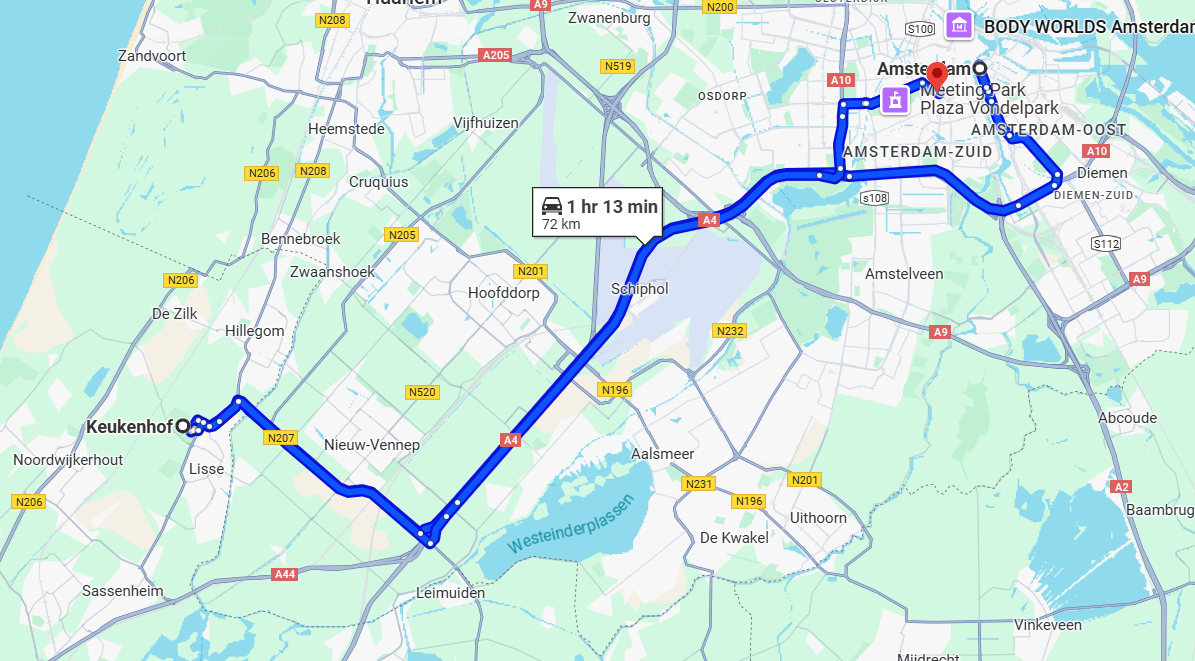 Haarlem
A9
N200
N208
Zwanenburg
S100
BODY WORLDS Amsterdam
Zandvoort
A205
N519
A10
Amsterdam
OSDORP
Meeting Park
Plaza Vondelpark
Heemstede
Vijfhuizen
AMSTERDAM-OOST
A10
AMSTERDAM-ZUID
N206
N208
Cruquius
Diemen
DIEMEN-ZUID
s108
1 hr 13 min
72 km
A4
N205
Bennebroek
S112
Zwaanshoek
N201
N206
Amstelveen
A9
Schiphol
Hoofddorp
De Zilk
Hillegom
N232
A9
N520
N196
Keukenhof
N207
A4
Abcoude
Noordwijkerhout
Nieuw-Vennep
Aalsmeer
Lisse
N231
N201
A2
N206
N196
Baambrug
Westeinderplassen
Uithoorn
De Kwakel
A44
Sassenheim
Leimuiden
Vinkeveen
Mijdrecht